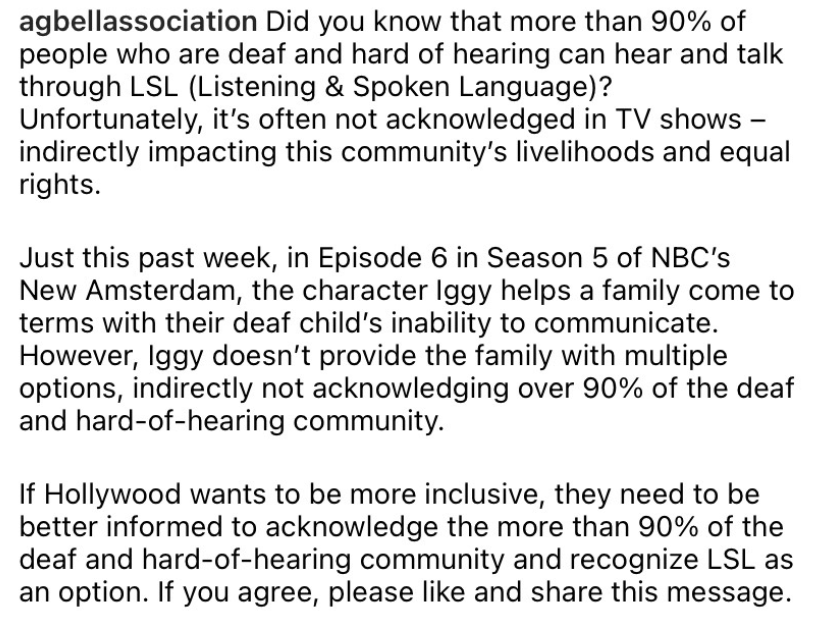 agbellassociation Did you know that more than 90% of
people who are deaf and hard of hearing can hear and talk
through LSL (Listening & Spoken Language)?
Unfortunately, it's often not acknowledged in TV shows –
indirectly impacting this community's livelihoods and equal
rights.
Just this past week, in Episode 6 in Season 5 of NBC's
New Amsterdam, the character Iggy helps a family come to
terms with their deaf child's inability to communicate.
However, Iggy doesn't provide the family with multiple
options, indirectly not acknowledging over 90% of the deaf
and hard-of-hearing community.
If Hollywood wants to be more inclusive, they need to be
better informed to acknowledge the more than 90% of the
deaf and hard-of-hearing community and recognize LSL as
an option. If you agree, please like and share this message.